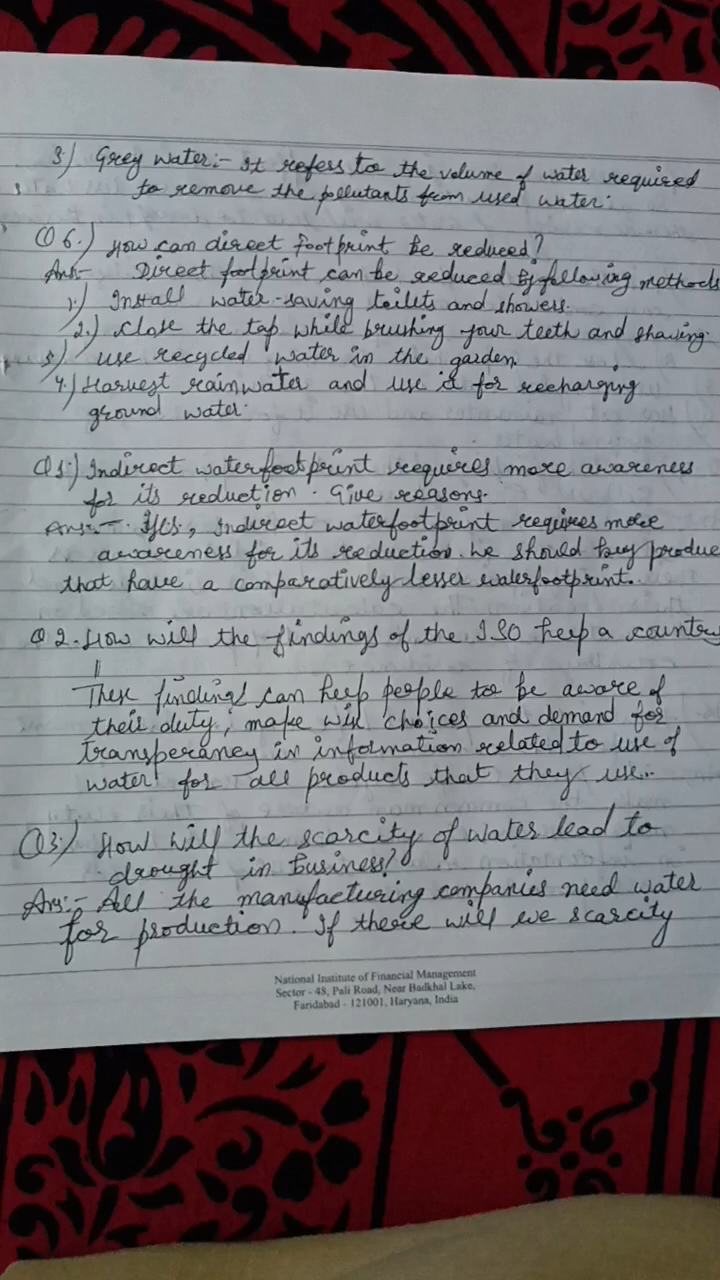 3) Grey water:- It refers to the volume of water required
to remove the pollutants from used water.
Q 6.) How can direct footprint be reduced?
Ans:- Direct footprint can be reduced by following methods
1.) Install water-saving toilets and showers.
2.) Close the tap while brushing your teeth and shaving.
3) Use recycled water in the garden.
4.) Harvest rainwater and use it for recharging
ground water.
Q1.) Indirect waterfootprint requires more awareness
for its reduction. Give reasons.
Ans:- Yes, Indirect waterfootprint requires more
awareness for its reduction. We should buy produce
that have a comparatively lesser waterfootprint.
Q 2. How will the findings of the ISO help a country
These findings can help people to be aware of
their duty, make wise choices and demand for
transperancy in information related to use of
water for all products that they use.
Q3.) How will the scarcity of water lead to
drought in business?
Ans:- All the manufacturing companies need water
for production. If there will we scarcity
National Institute of Financial Management
Sector - 48, Pali Road, Near Badkhal Lake,
Faridabad - 121001, Haryana, India